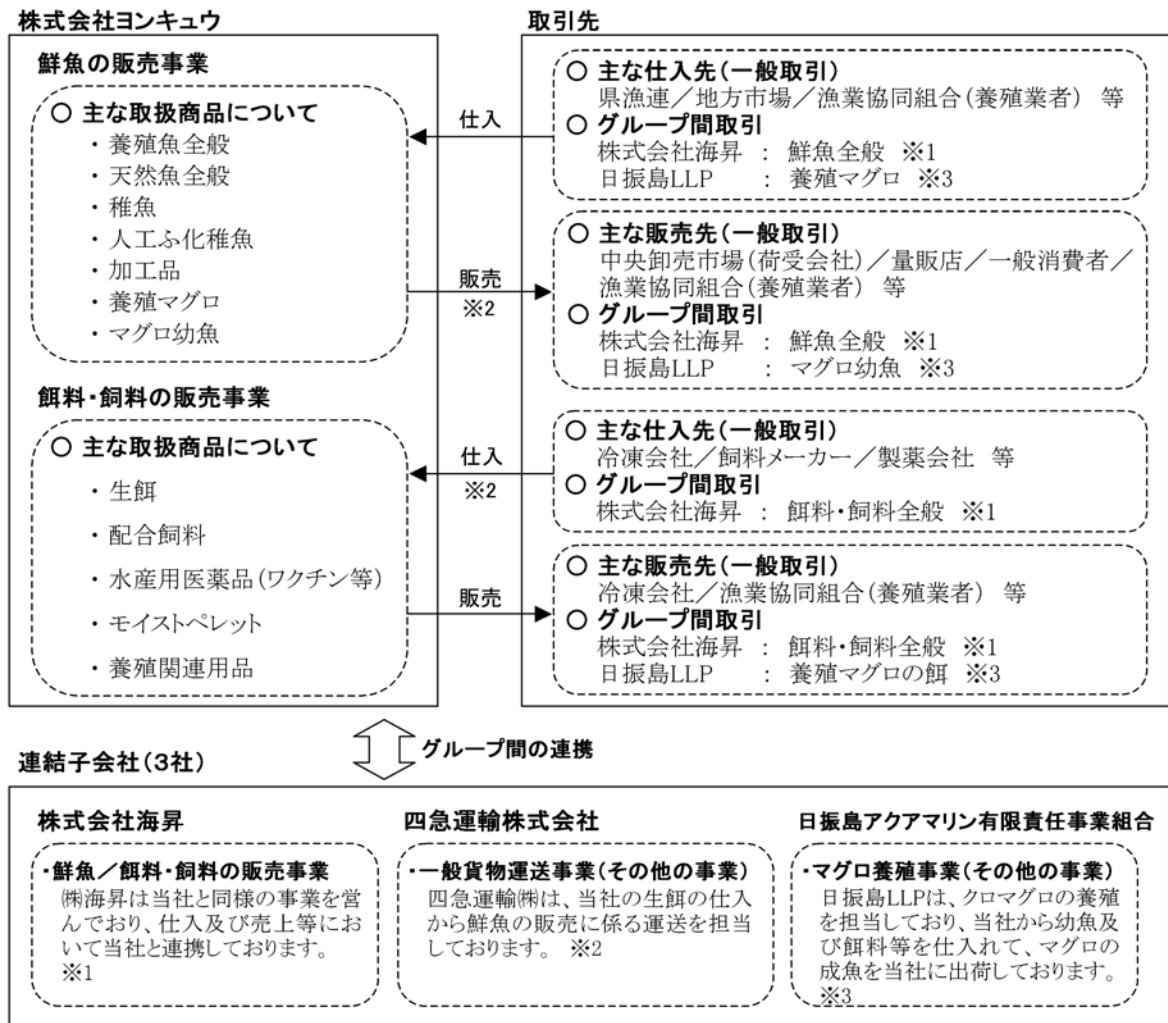 株式会社ヨンキュウ
鮮魚の販売事業
○ 主な取扱商品について
・養殖魚全般
・天然魚全般
・稚魚
・人工ふ化稚魚
・加工品
・養殖マグロ
・マグロ幼魚
餌料・飼料の販売事業
○ 主な取扱商品について
・生餌
・配合飼料
・水産用医薬品(ワクチン等)
・モイストペレット
・養殖関連用品
仕入
販売
※2
仕入
※2
販売
取引先
○ 主な仕入先(一般取引)
県漁連/地方市場/漁業協同組合(養殖業者) 等
○ グループ間取引
株式会社海昇 : 鮮魚全般 ※1
日振島LLP : 養殖マグロ ※3
○ 主な販売先(一般取引)
中央卸売市場(荷受会社)/量販店/一般消費者/
漁業協同組合(養殖業者) 等
○ グループ間取引
株式会社海昇 : 鮮魚全般 ※1
日振島LLP : マグロ幼魚 ※3
○ 主な仕入先(一般取引)
冷凍会社/飼料メーカー/製薬会社 等
○ グループ間取引
株式会社海昇 : 餌料・飼料全般 ※1
○ 主な販売先(一般取引)
冷凍会社/漁業協同組合(養殖業者) 等
○ グループ間取引
株式会社海昇 : 餌料・飼料全般 ※1
日振島LLP : 養殖マグロの餌 ※3
グループ間の連携
連結子会社(3社)
株式会社海昇
・鮮魚/餌料・飼料の販売事業
㈱海昇は当社と同様の事業を営
んでおり、仕入及び売上等にお
いて当社と連携しております。
※1
四急運輸株式会社
・一般貨物運送事業(その他の事業)
四急運輸㈱は、当社の生餌の仕入
から鮮魚の販売に係る運送を担当
しております。 ※2
日振島アクアマリン有限責任事業組合
・マグロ養殖事業(その他の事業)
日振島LLPは、クロマグロの養殖
を担当しており、当社から幼魚及
び餌料等を仕入れて、マグロの
成魚を当社に出荷しております。
※3